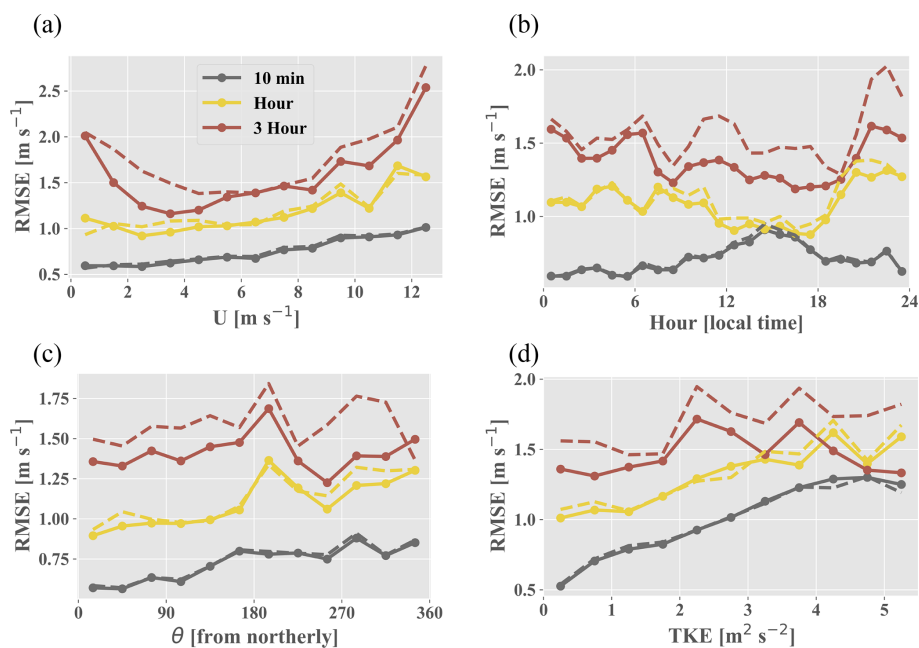 (a)
10 min
Hour
3 Hour
2.5
2.0
1.5
1.0
0.5
RMSE [m s⁻¹]
0 2 4 6 8 10 12
U [m s⁻¹]
(b)
2.0
1.5
1.0
RMSE [m s⁻¹]
0 6 12 18 24
Hour [local time]
(c)
1.75
1.50
1.25
1.00
0.75
RMSE [m s⁻¹]
0 90 180 270 360
θ [from northerly]
(d)
2.0
1.5
1.0
0.5
RMSE [m s⁻¹]
0 1 2 3 4 5
TKE [m² s⁻²]